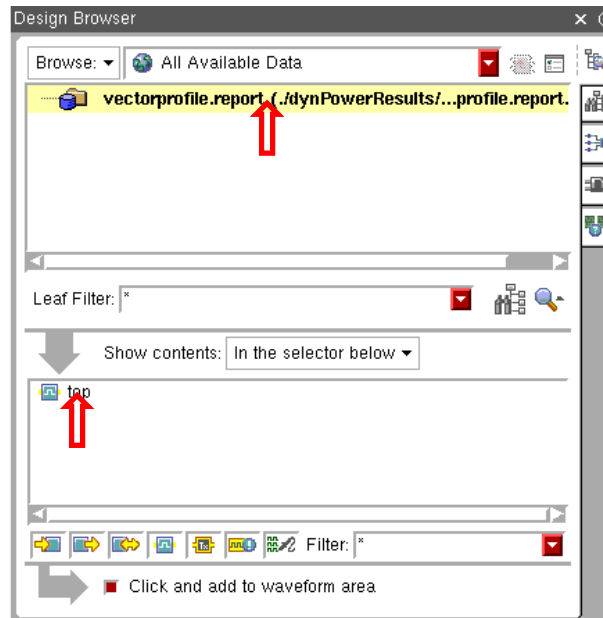 Design Browser
Browse: All Available Data
vectorprofile.report (./dynPowerResults/...profile.report.
Leaf Filter: *
Show contents: In the selector below
top
Filter: *
Click and add to waveform area